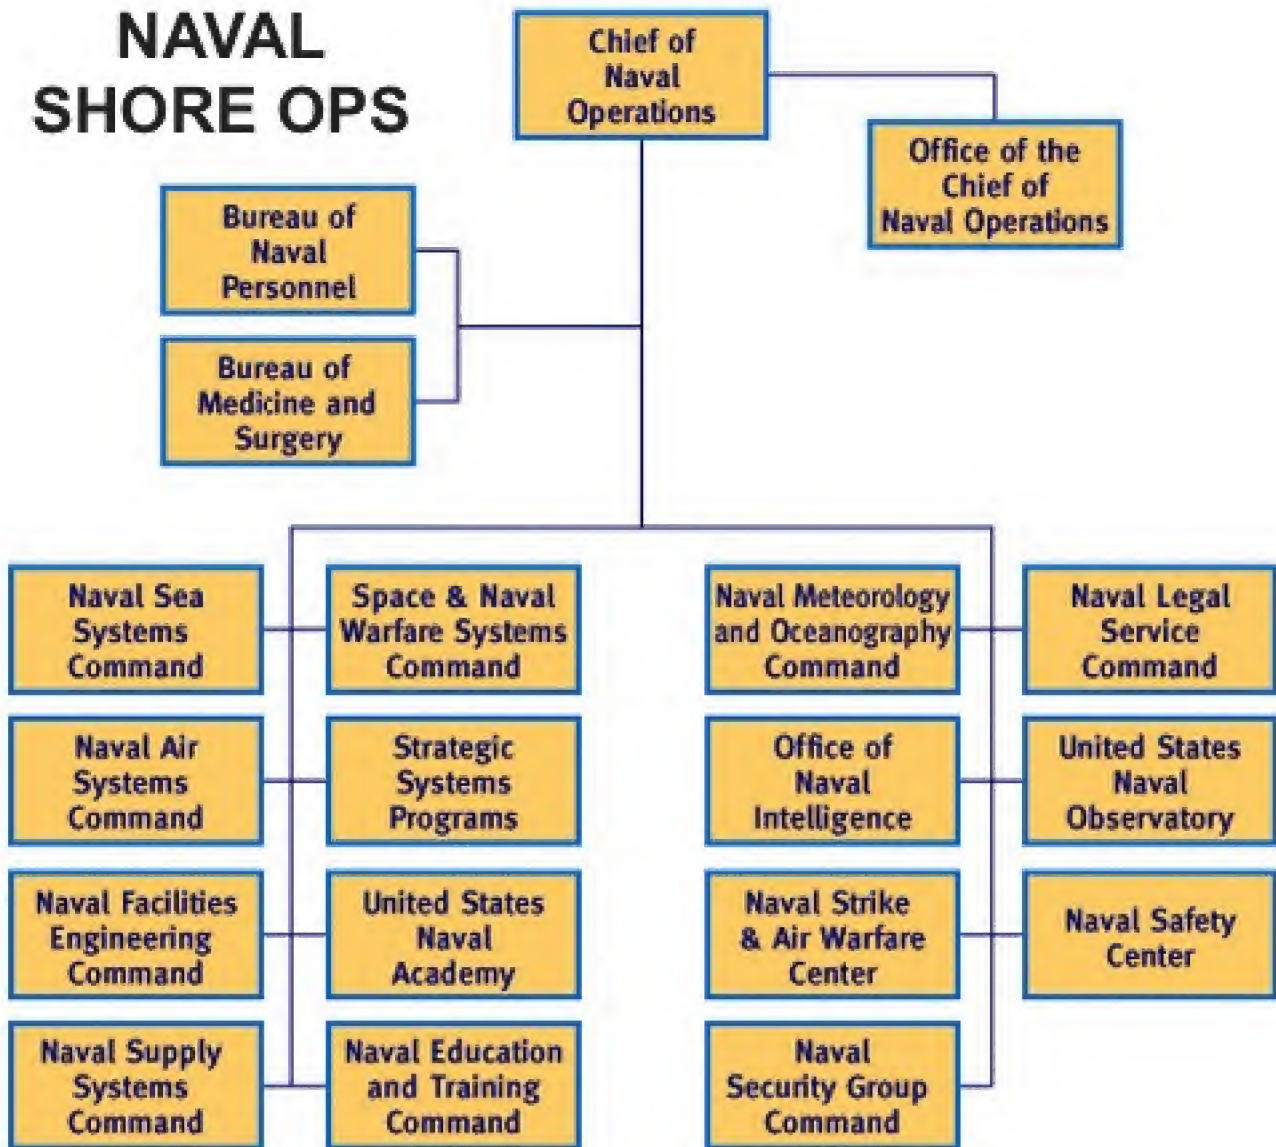 NAVAL
SHORE OPS
Chief of
Naval
Operations
Office of the
Chief of
Naval Operations
Bureau of
Naval
Personnel
Bureau of
Medicine and
Surgery
Naval Sea
Systems
Command
Space & Naval
Warfare Systems
Command
Naval Meteorology
and Oceanography
Command
Naval Legal
Service
Command
Naval Air
Systems
Command
Strategic
Systems
Programs
Office of
Naval
Intelligence
United States
Naval
Observatory
Naval Facilities
Engineering
Command
United States
Naval
Academy
Naval Strike
& Air Warfare
Center
Naval Safety
Center
Naval Supply
Systems
Command
Naval Education
and Training
Command
Naval
Security Group
Command